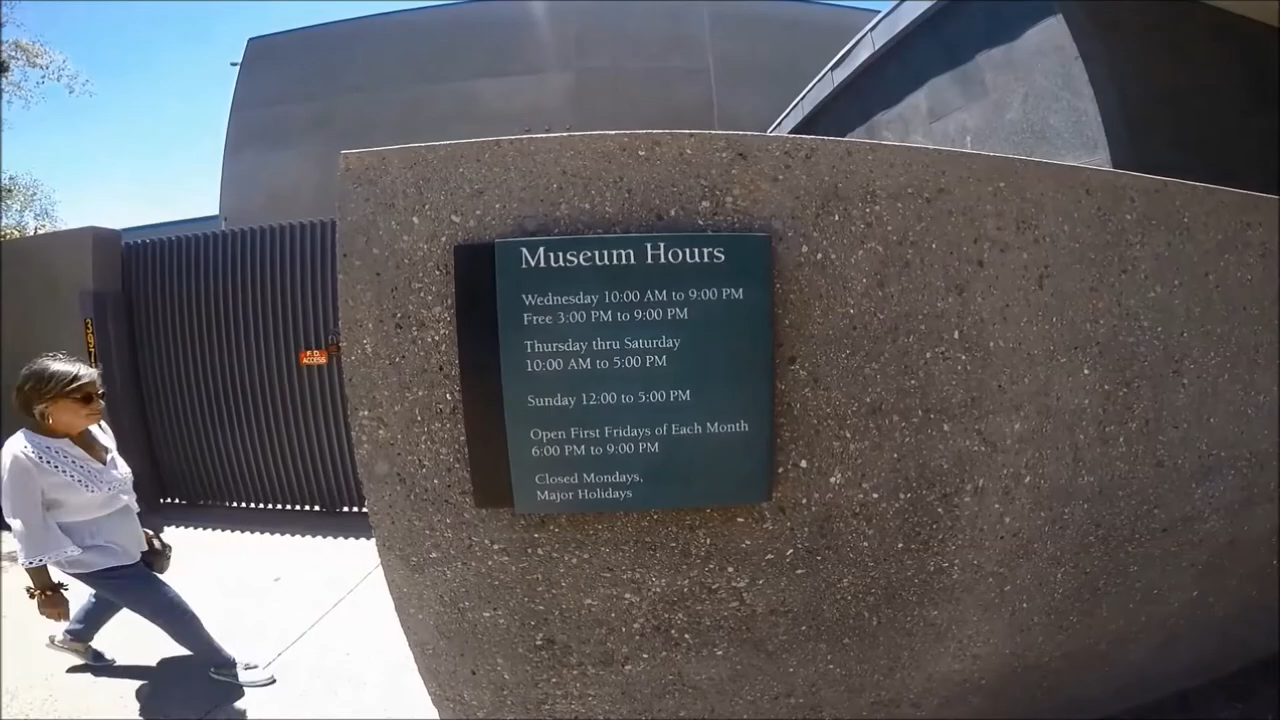 Museum Hours
Wednesday 10:00 AM to 9:00 PM
Free 3:00 PM to 9:00 PM
Thursday thru Saturday
10:00 AM to 5:00 PM
Sunday 12:00 to 5:00 PM
Open First Fridays of Each Month
6:00 PM to 9:00 PM
Closed Mondays,
Major Holidays
F.D.
ACCESS
397